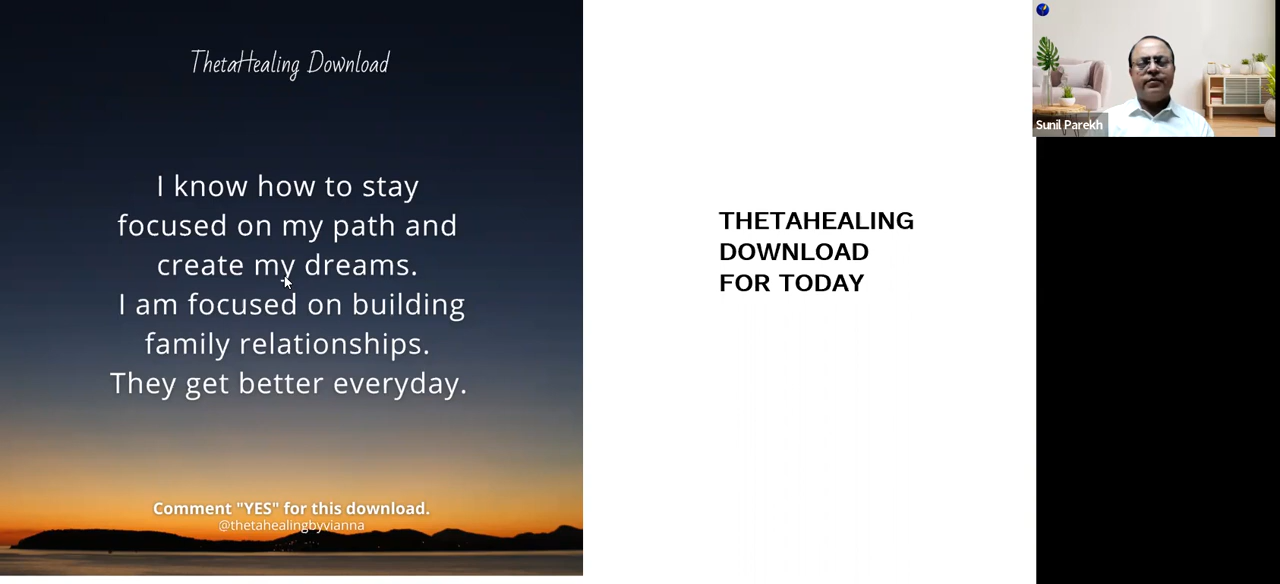 ThetaHealing Download
I know how to stay
focused on my path and
create my dreams.
I am focused on building
family relationships.
They get better everyday.
Comment "YES" for this download.
@thetahealingbyvianna
THETAHEALING
DOWNLOAD
FOR TODAY
Sunil Parekh